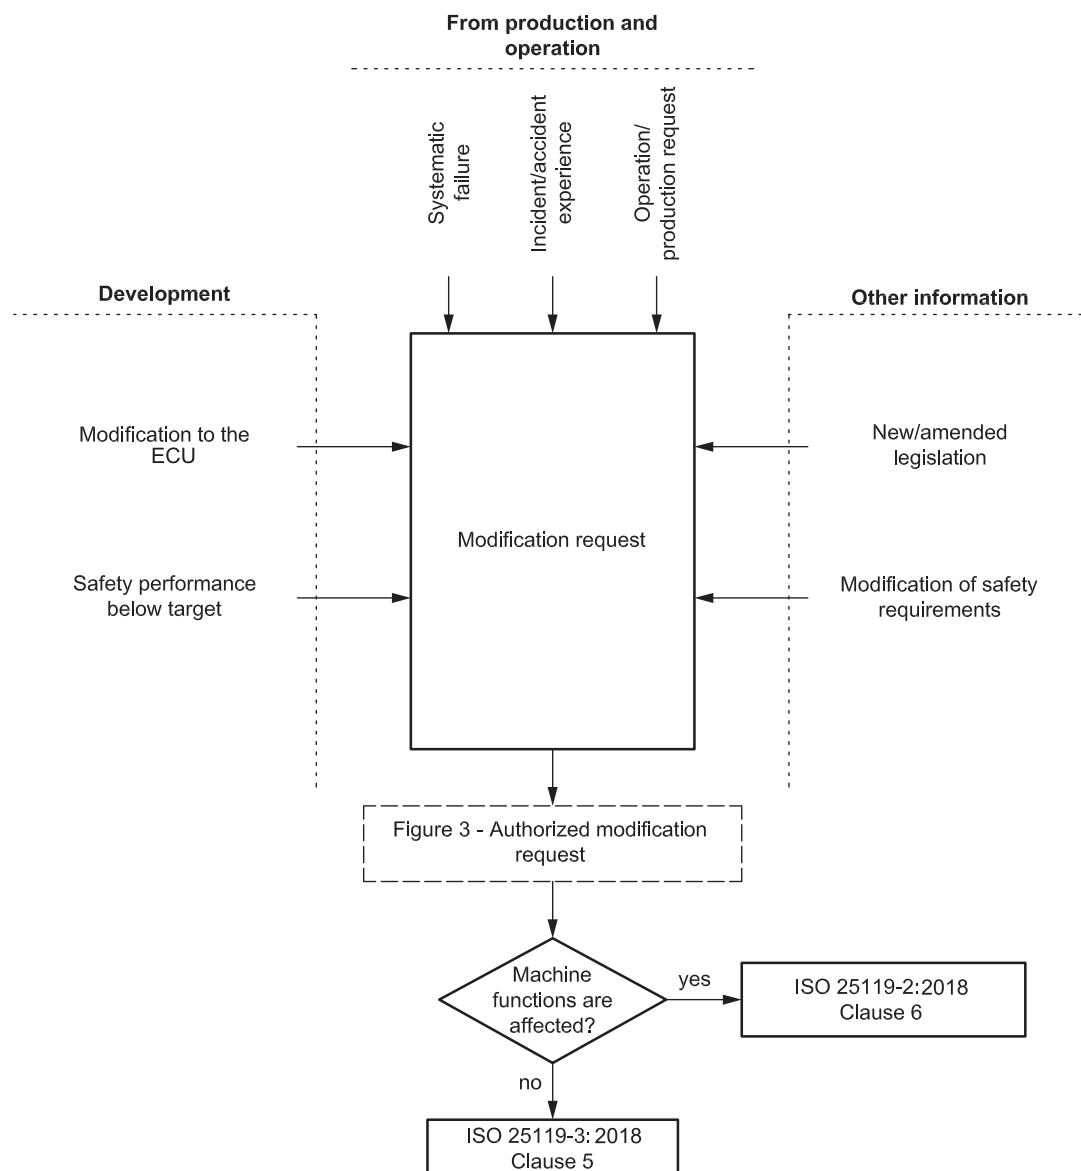 From production and
operation
Systematic
failure
Incident/accident
experience
Operation/
production request
Development
Other information
Modification to the
ECU
New/amended
legislation
Modification request
Safety performance
below target
Modification of safety
requirements
Figure 3 - Authorized modification
request
Machine
functions are
affected?
yes
ISO 25119-2:2018
Clause 6
no
ISO 25119-3:2018
Clause 5